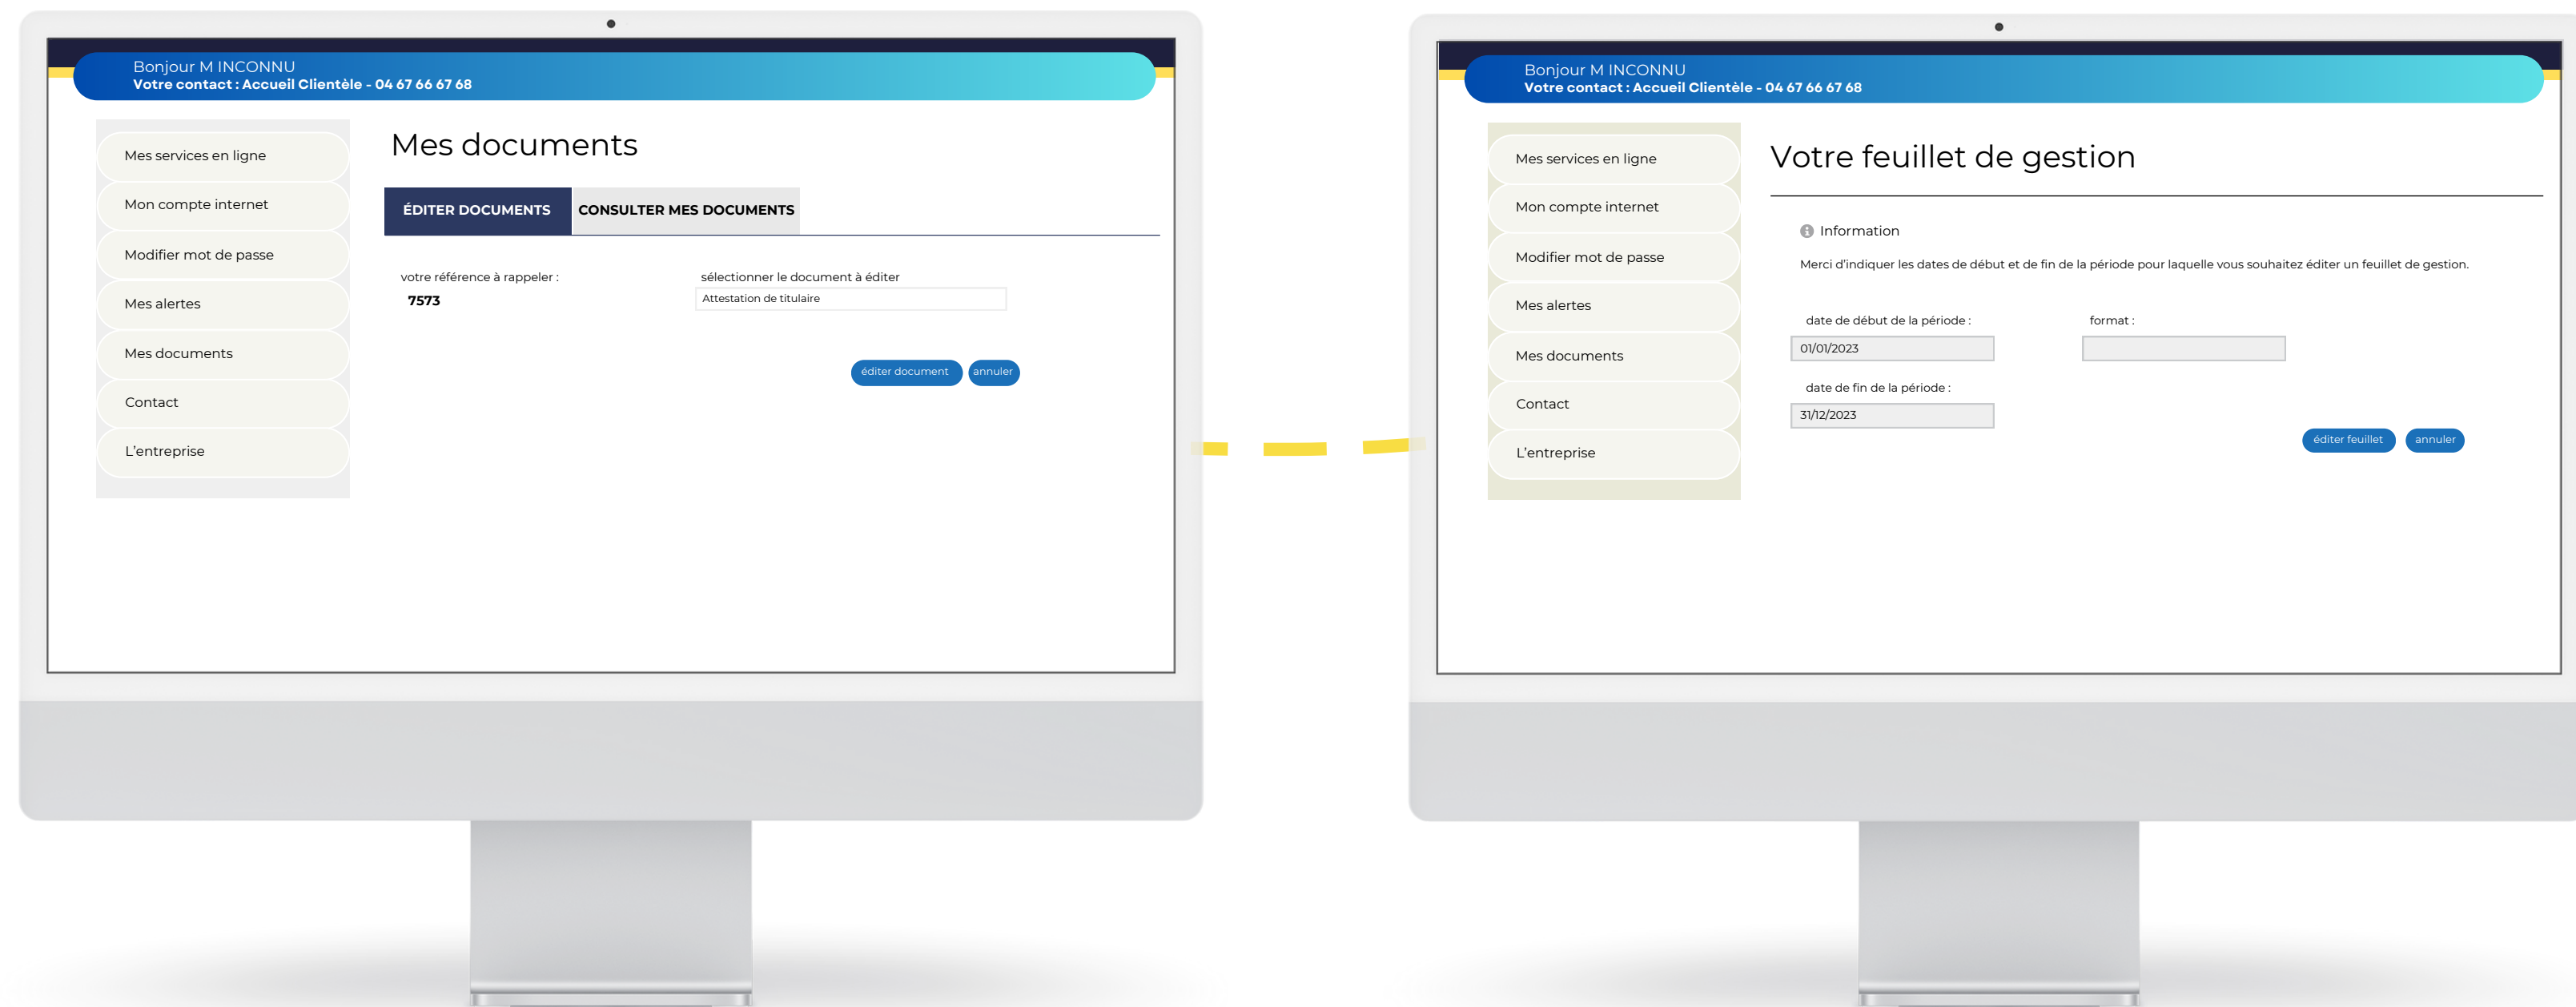 Bonjour M INCONNU
Votre contact : Accueil Clientèle - 04 67 66 67 68
Mes services en ligne
Mon compte internet
Modifier mot de passe
Mes alertes
Mes documents
Contact
L'entreprise
Mes documents
ÉDITER DOCUMENTS CONSULTER MES DOCUMENTS
votre référence à rappeler : sélectionner le document à éditer
7573 Attestation de titulaire
éditer document annuler
Bonjour M INCONNU
Votre contact : Accueil Clientèle - 04 67 66 67 68
Mes services en ligne
Mon compte internet
Modifier mot de passe
Mes alertes
Mes documents
Contact
L'entreprise
Votre feuillet de gestion
Information
Merci d'indiquer les dates de début et de fin de la période pour laquelle vous souhaitez éditer un feuillet de gestion.
date de début de la période : format :
01/01/2023
date de fin de la période :
31/12/2023
éditer feuillet annuler